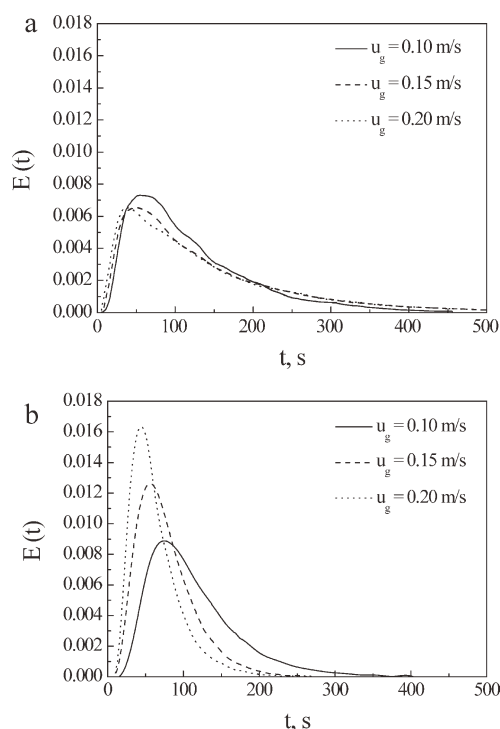 a
0.018
0.016
0.014
0.012
0.010
0.008
0.006
0.004
0.002
0.000
E (t)
u_g = 0.10 m/s
u_g = 0.15 m/s
u_g = 0.20 m/s
0 100 200 300 400 500
t, s
b
0.018
0.016
0.014
0.012
0.010
0.008
0.006
0.004
0.002
0.000
E (t)
u_g = 0.10 m/s
u_g = 0.15 m/s
u_g = 0.20 m/s
0 100 200 300 400 500
t, s